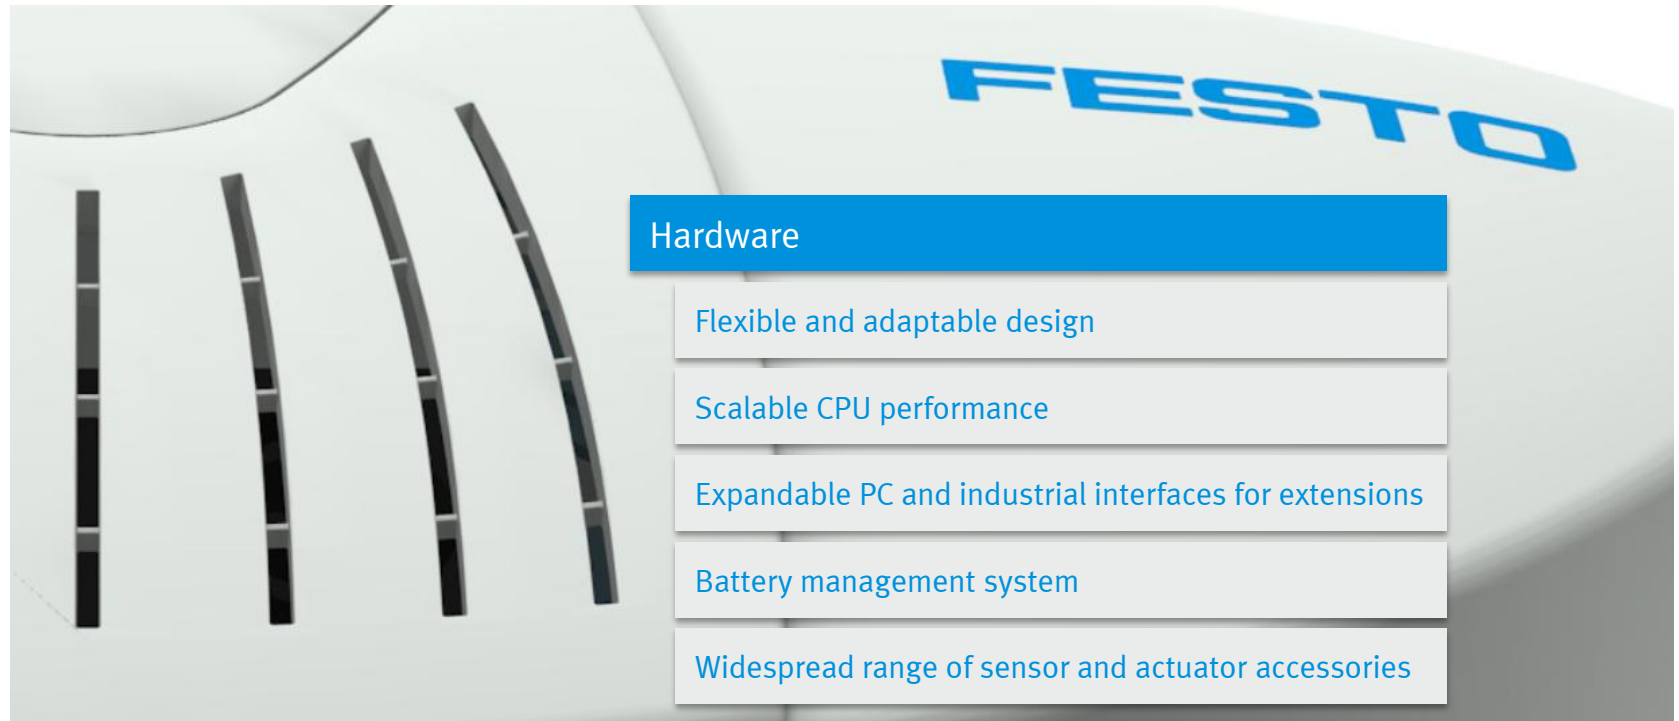 FESTO
Hardware
Flexible and adaptable design
Scalable CPU performance
Expandable PC and industrial interfaces for extensions
Battery management system
Widespread range of sensor and actuator accessories